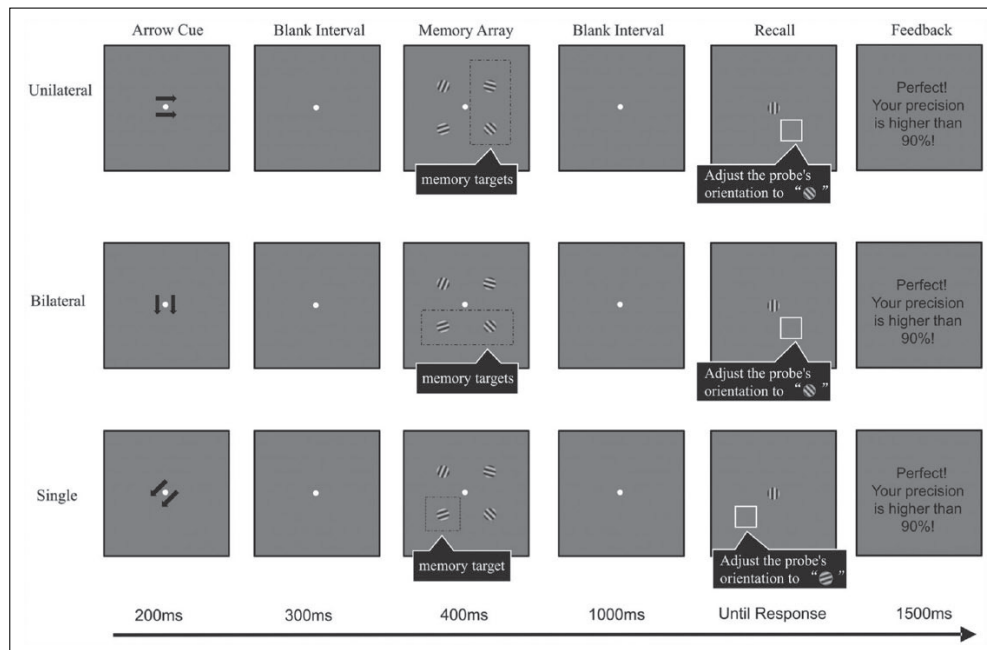 Arrow Cue Blank Interval Memory Array Blank Interval Recall Feedback
Unilateral
memory targets
Adjust the probe's
orientation to “ ”
Perfect!
Your precision
is higher than
90%!
Bilateral
memory targets
Adjust the probe's
orientation to “ ”
Perfect!
Your precision
is higher than
90%!
Single
memory target
Adjust the probe's
orientation to “ ”
Perfect!
Your precision
is higher than
90%!
200ms 300ms 400ms 1000ms Until Response 1500ms